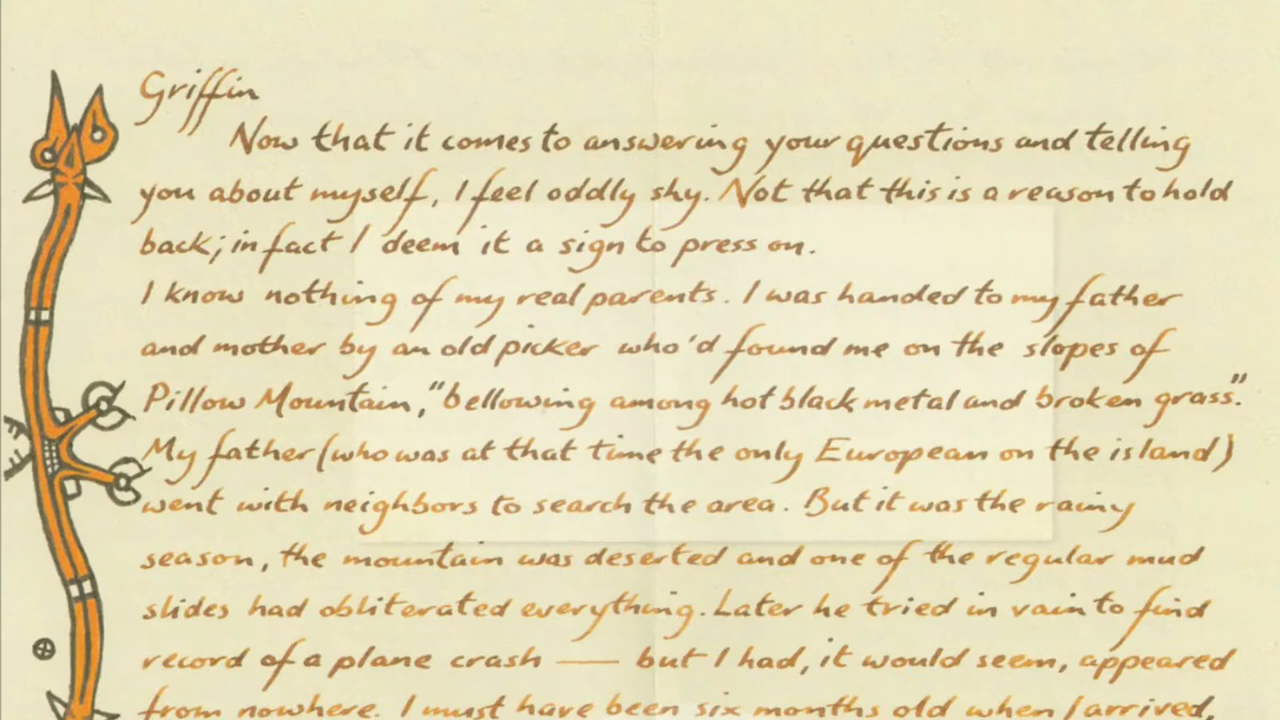 Griffin
Now that it comes to answering your questions and telling
you about myself, I feel oddly shy. Not that this is a reason to hold
back; in fact I deem it a sign to press on.
I know nothing of my real parents. I was handed to my father
and mother by an old picker who'd found me on the slopes of
Pillow Mountain, "bellowing among hot black metal and broken grass."
My father (who was at that time the only European on the island)
went with neighbors to search the area. But it was the rainy
season, the mountain was deserted and one of the regular mud
slides had obliterated everything. Later he tried in vain to find
record of a plane crash — but I had, it would seem, appeared
from nowhere. I must have been six months old when I arrived,